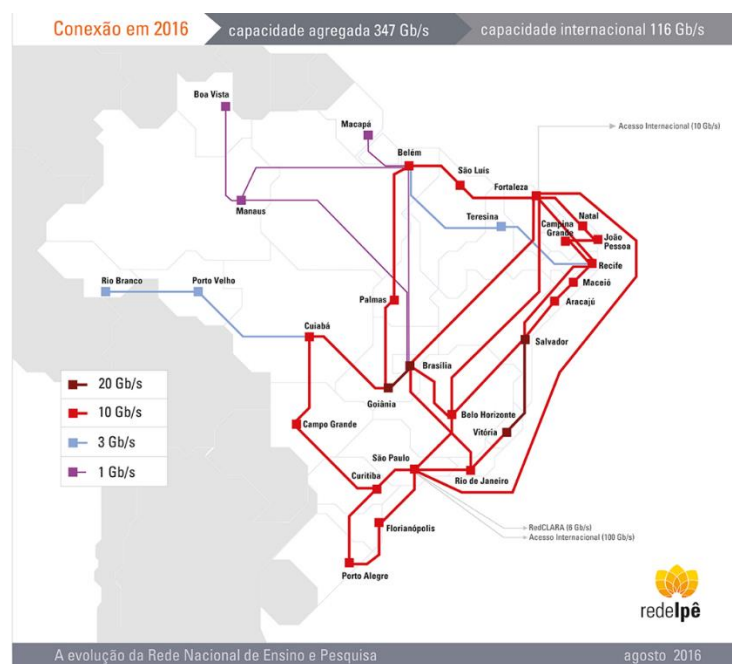 Conexão em 2016
capacidade agregada 347 Gb/s
capacidade internacional 116 Gb/s
Boa Vista
Macapá
Acesso Internacional (10 Gb/s)
Belém
São Luís
Fortaleza
Manaus
Teresina
Campina
Grande
Natal
João
Pessoa
Recife
Rio Branco
Porto Velho
Maceió
Palmas
Aracajú
Cuiabá
Salvador
Brasília
Goiânia
20 Gb/s
10 Gb/s
3 Gb/s
1 Gb/s
Belo Horizonte
Campo Grande
Vitória
São Paulo
Curitiba
Rio de Janeiro
Florianópolis
RedCLARA (6 Gb/s)
Acesso Internacional (100 Gb/s)
Porto Alegre
redeIpê
A evolução da Rede Nacional de Ensino e Pesquisa
agosto 2016